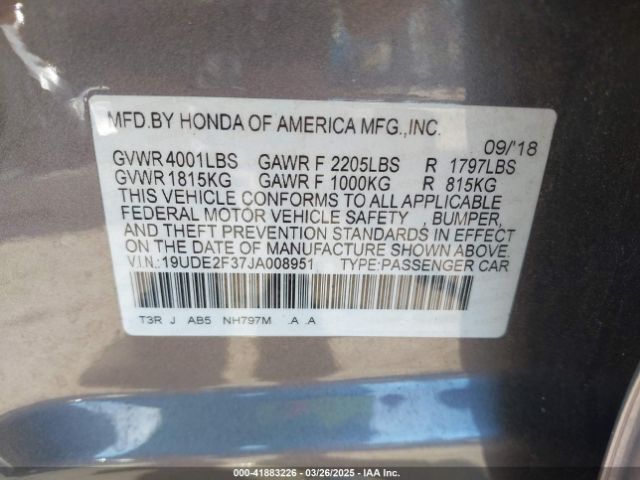 MFD.BY HONDA OF AMERICA MFG.,INC.
09/'18
GVWR 4001LBS GAWR F 2205LBS R 1797LBS
GVWR 1815KG GAWR F 1000KG R 815KG
THIS VEHICLE CONFORMS TO ALL APPLICABLE
FEDERAL MOTOR VEHICLE SAFETY , BUMPER,
AND THEFT PREVENTION STANDARDS IN EFFECT
ON THE DATE OF MANUFACTURE SHOWN ABOVE.
V.I.N.:19UDE2F37JA008951 TYPE:PASSENGER CAR
T3R J AB5 NH797M .A .A
000-41883226 - 03/26/2025 - IAA Inc.